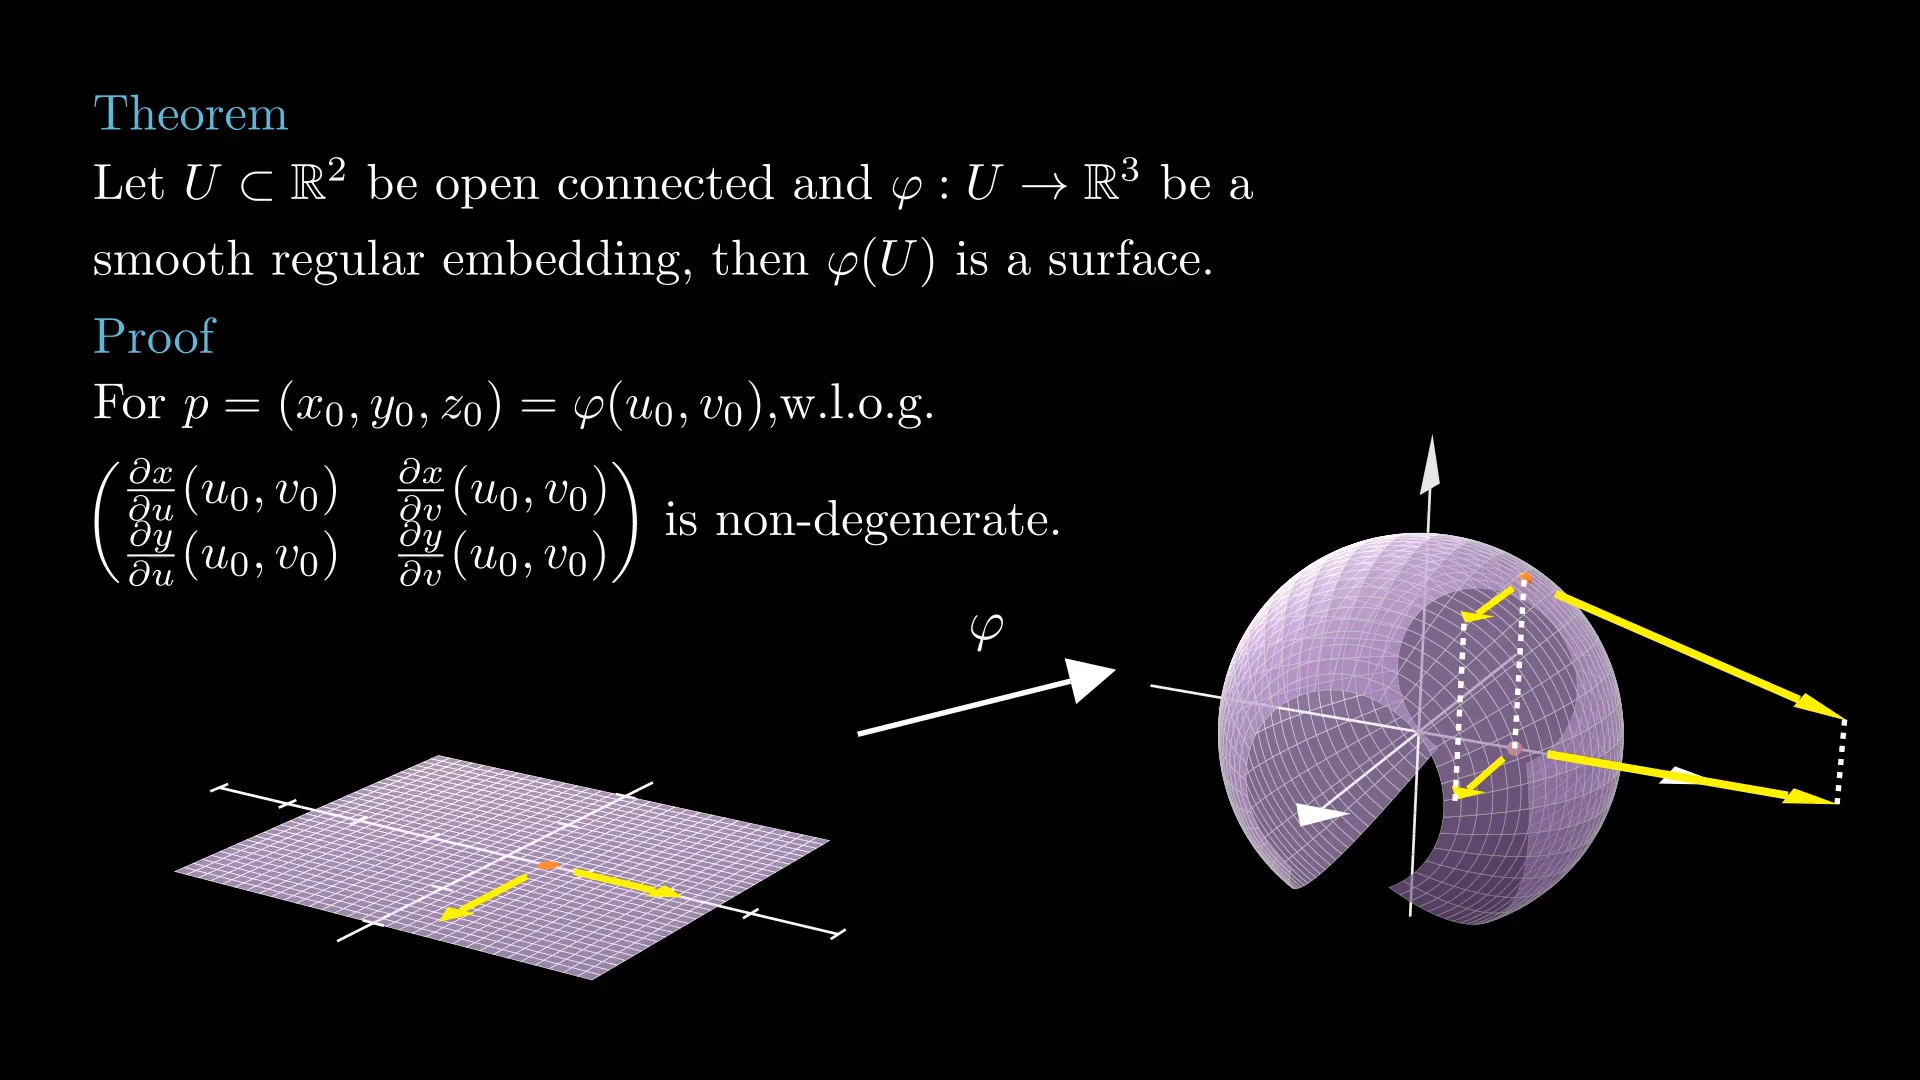 Theorem
Let U ⊂ ℝ² be open connected and φ : U → ℝ³ be a
smooth regular embedding, then φ(U) is a surface.
Proof
For p = (x₀, y₀, z₀) = φ(u₀, v₀),w.l.o.g.
( ∂x/∂u (u₀, v₀) ∂x/∂v (u₀, v₀)
∂y/∂u (u₀, v₀) ∂y/∂v (u₀, v₀) ) is non-degenerate.
φ